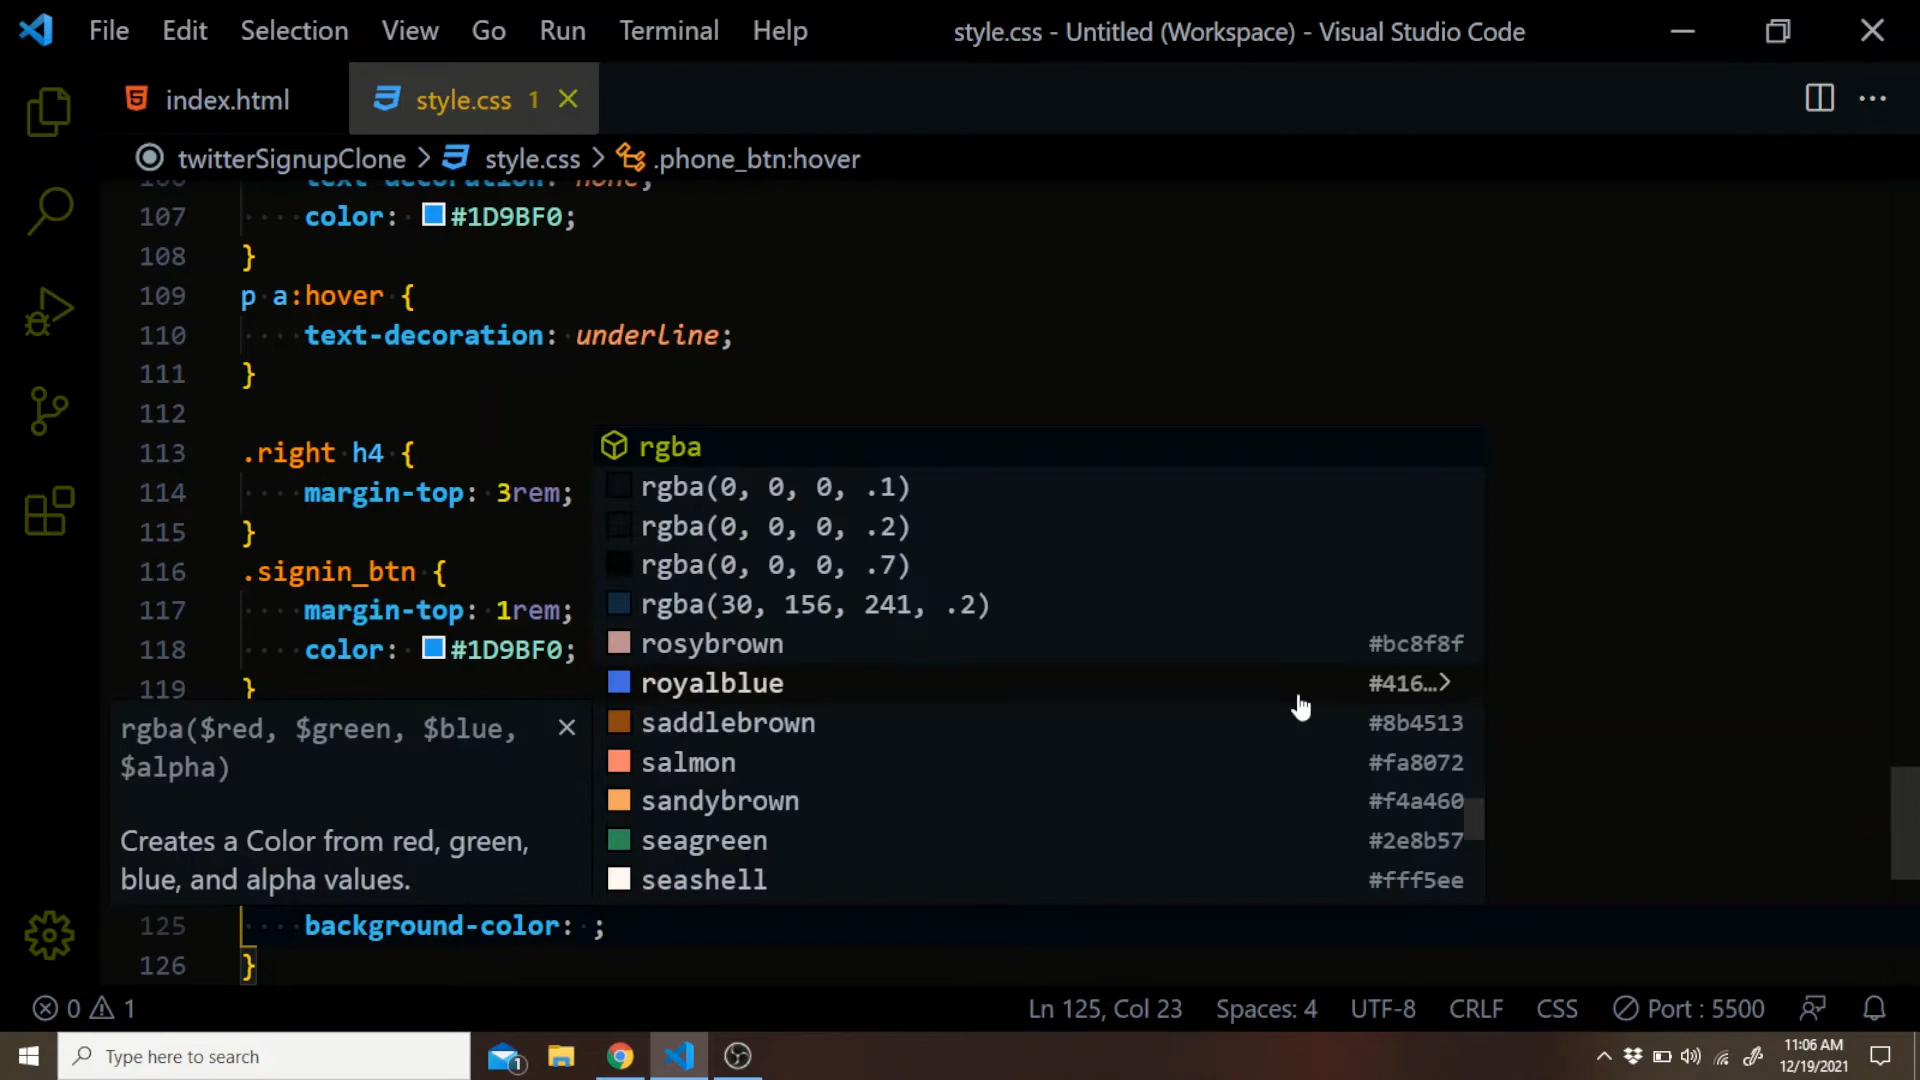 File Edit Selection View Go Run Terminal Help style.css - Untitled (Workspace) - Visual Studio Code
index.html style.css 1
twitterSignupClone > style.css > .phone_btn:hover
106 text-decoration: none;
107 color: #1D9BF0;
108 }
109 p a:hover {
110 text-decoration: underline;
111 }
112
113 .right h4 {
114 margin-top: 3rem;
115 }
116 .signin_btn {
117 margin-top: 1rem;
118 color: #1D9BF0;
119 }
rgba
rgba(0, 0, 0, .1)
rgba(0, 0, 0, .2)
rgba(0, 0, 0, .7)
rgba(30, 156, 241, .2)
rosybrown #bc8f8f
royalblue #416…>
saddlebrown #8b4513
salmon #fa8072
sandybrown #f4a460
seagreen #2e8b57
seashell #fff5ee
rgba($red, $green, $blue,
$alpha)
Creates a Color from red, green,
blue, and alpha values.
125 background-color: ;
126 }
0 1 Ln 125, Col 23 Spaces: 4 UTF-8 CRLF CSS Port : 5500
Type here to search 1 11:06 AM
12/19/2021